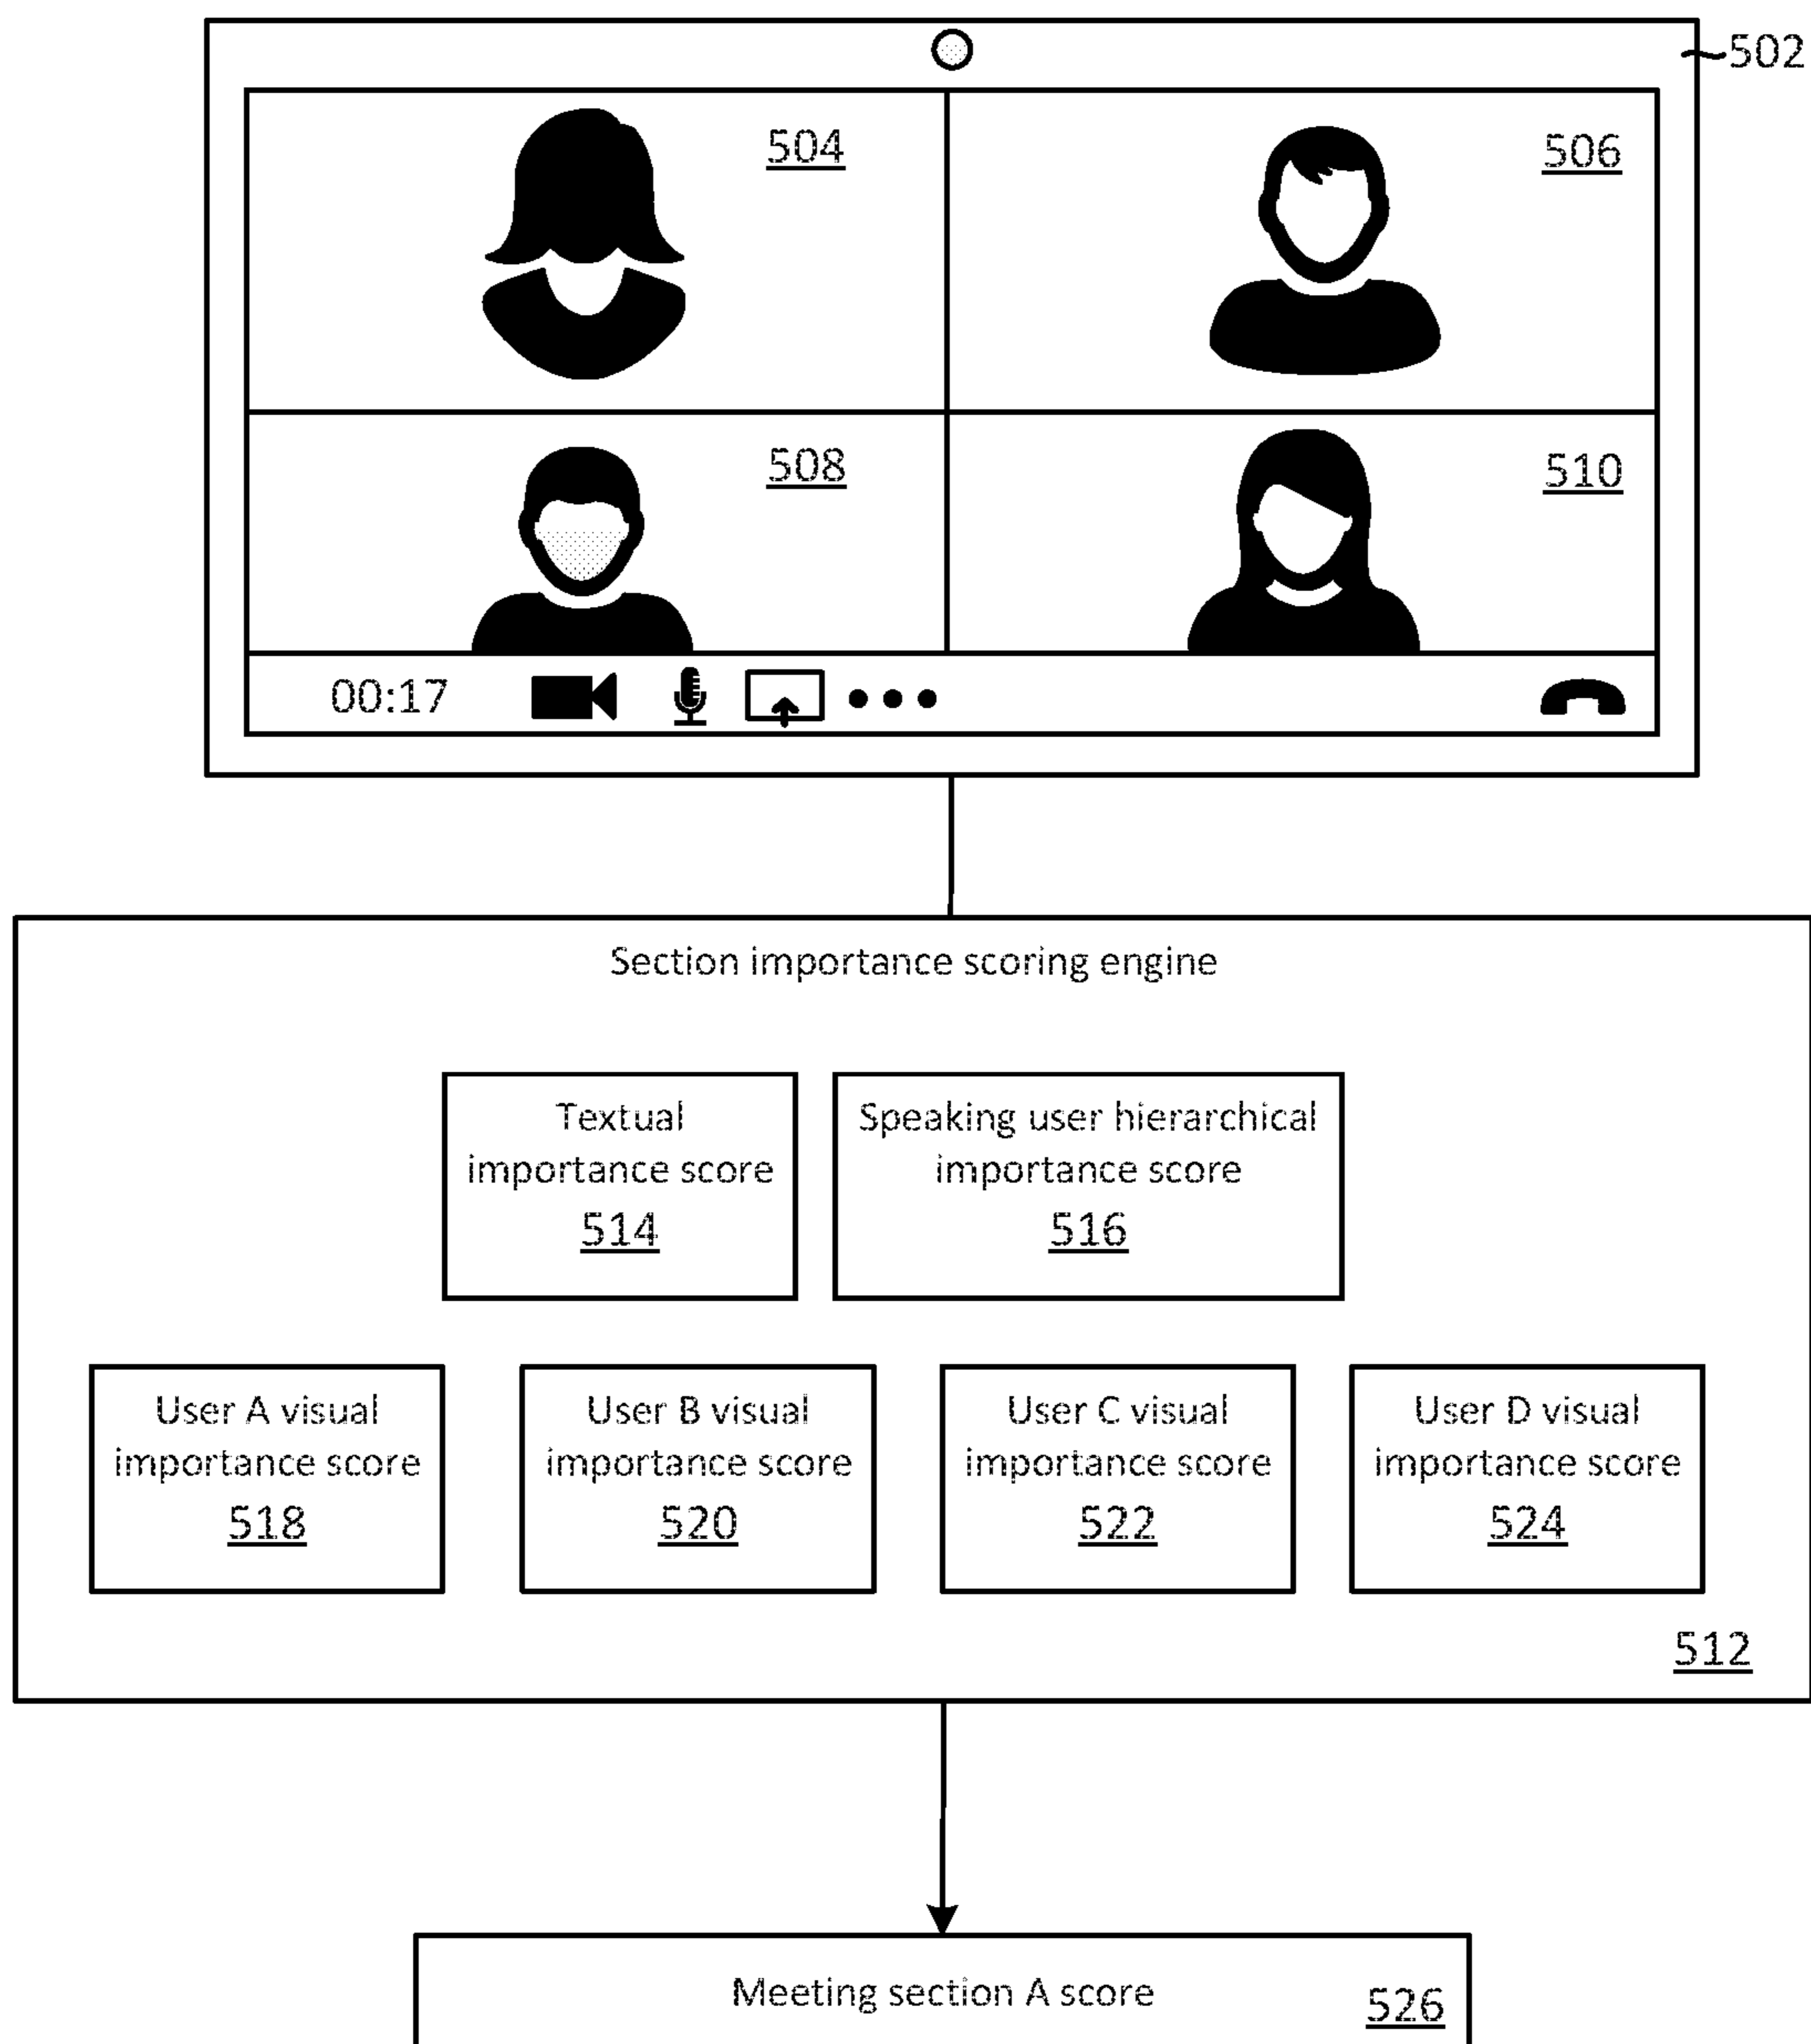 502
504
506
508
510
00:17
Section importance scoring engine
Textual
importance score
514
Speaking user hierarchical
importance score
516
User A visual
importance score
518
User B visual
importance score
520
User C visual
importance score
522
User D visual
importance score
524
512
Meeting section A score
526